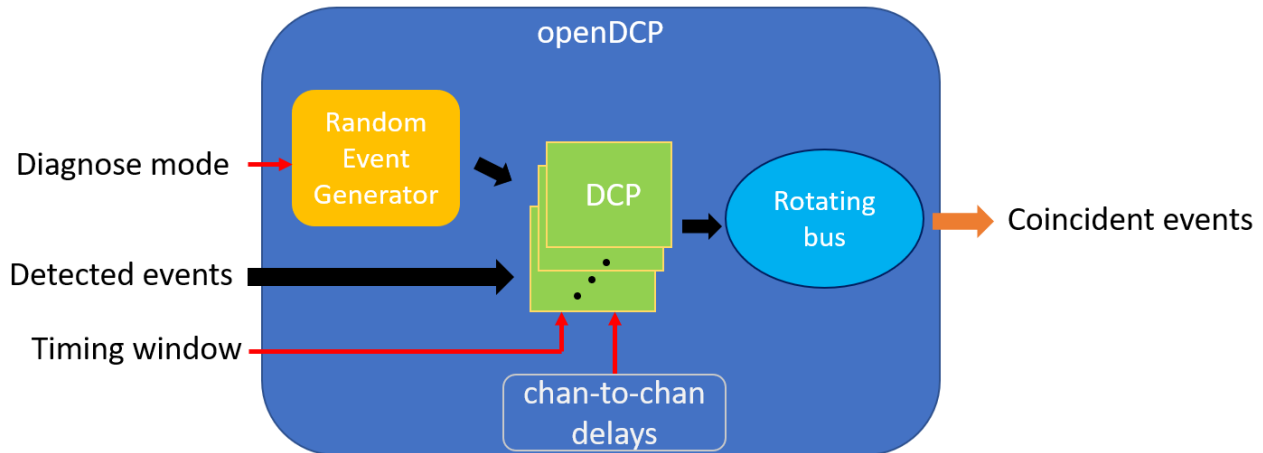 openDCP
Random
Event
Generator
Diagnose mode
DCP
Rotating
bus
Coincident events
Detected events
Timing window
chan-to-chan
delays